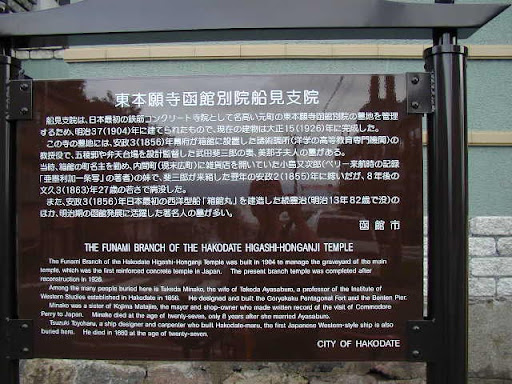 東本願寺函館別院船見支院
船見支院は、日本最初の鉄筋コンクリート寺院として名高い元町の東本願寺函館別院の墓地を管理
するため、明治37(1904)年に建てられたもので、現在の建物は大正15(1926)年に完成した。
この寺の墓地には、安政3(1856)年幕府が箱館に設置した諸術調所(洋学の高等教育専門機関)の
教授役で、五稜郭や弁天台場を設計監督した武田斐三郎の妻、美那子夫人の墓がある。
当時、箱館の町名主を勤め、内澗町(現末広町)に雑貨店を開いていた小島又次郎(ペリー来航時の記録
「亜墨利加一条写」の著者)の妹で、斐三郎が来箱した翌年の安政2(1855)年に嫁いだが、8年後の
文久3(1863)年27歳の若さで病没した。
また、安政3(1856)年日本最初の西洋型船「箱館丸」を建造した続豊治(明治13年82歳で没)の
ほか、明治期の函館発展に活躍した著名人の墓が多い。
函館市
THE FUNAMI BRANCH OF THE HAKODATE HIGASHI-HONGANJI TEMPLE
The Funami Branch of the Hakodate Higashi-Honganji Temple was built in 1904 to manage the graveyard of the main
temple, which was the first reinforced concrete temple in Japan. The present branch temple was completed after
reconstruction in 1926.
Among the many people buried here is Takeda Minako, the wife of Takeda Ayasaburo, a professor of the Institute of
Western Studies established in Hakodate in 1856. He designed and built the Goryokaku Pentagonal Fort and the Benten Pier.
Minako was a sister of Kojima Matajiro, the mayor and shop-owner who made written record of the visit of Commodore
Perry to Japan. Minako died at the age of twenty-seven, only 8 years after she married Ayasaburo.
Tsuzuki Toyoharu, a ship designer and carpenter who built Hakodate-maru, the first Japanese Western-style ship is also
buried here. He died in 1880 at the age of twenty-seven.
CITY OF HAKODATE